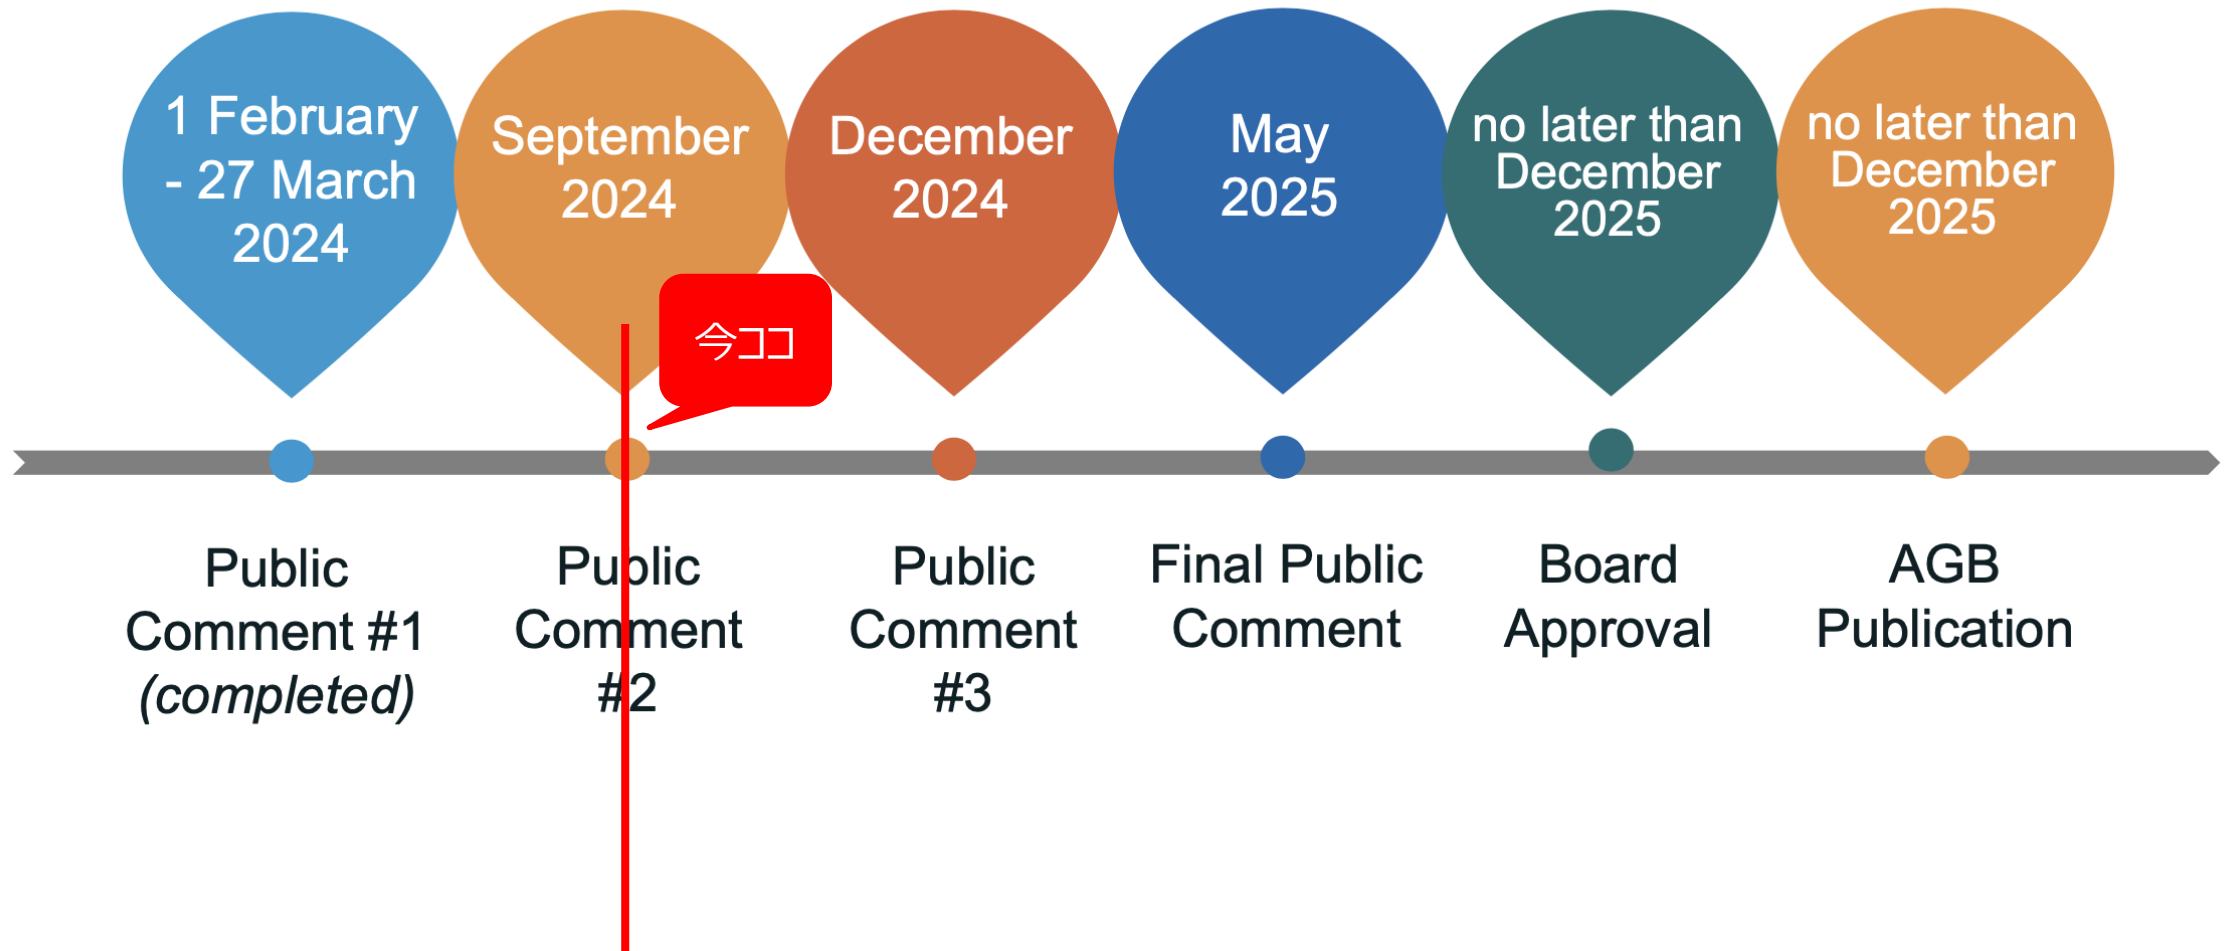 1 February
- 27 March
2024
September
2024
December
2024
May
2025
no later than
December
2025
no later than
December
2025
今ココ
Public
Comment #1
(completed)
Public
Comment
#2
Public
Comment
#3
Final Public
Comment
Board
Approval
AGB
Publication